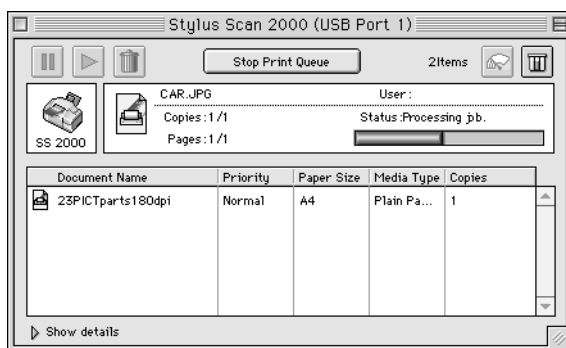 Stylus Scan 2000 (USB Port 1)
Stop Print Queue 2Items
CAR.JPG User:
Copies:1/1 Status:Processing job.
SS 2000 Pages:1/1
Document Name Priority Paper Size Media Type Copies
23PICTparts180dpi Normal A4 Plain Pa... 1
Show details